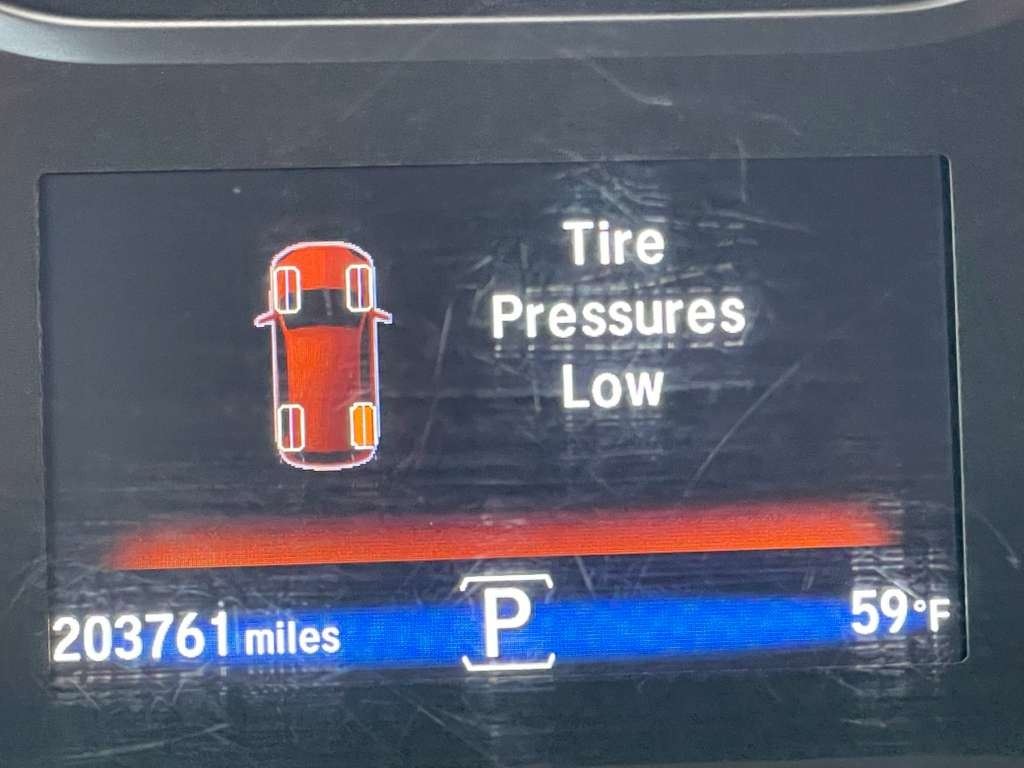 Tire
Pressures
Low
203761 miles
P
59°F